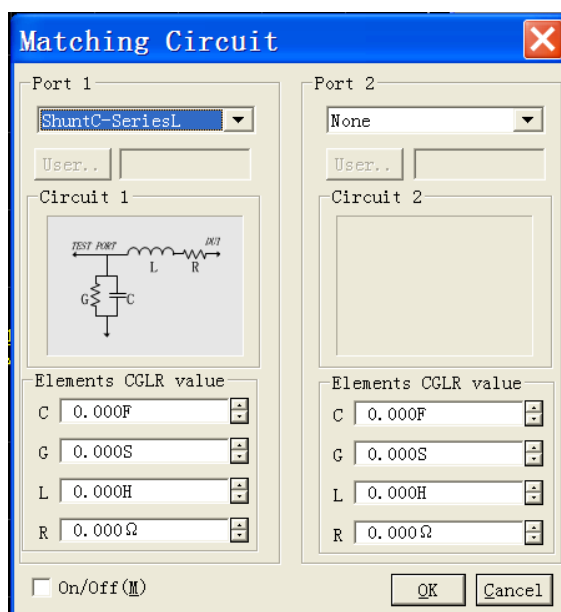 Matching Circuit
Port 1
ShuntC-SeriesL
User..
Circuit 1
TEST PORT
DUT
L
R
G
C
Elements CGLR value
C 0.000F
G 0.000S
L 0.000H
R 0.000Ω
Port 2
None
User..
Circuit 2
Elements CGLR value
C 0.000F
G 0.000S
L 0.000H
R 0.000Ω
On/Off(M)
OK
Cancel